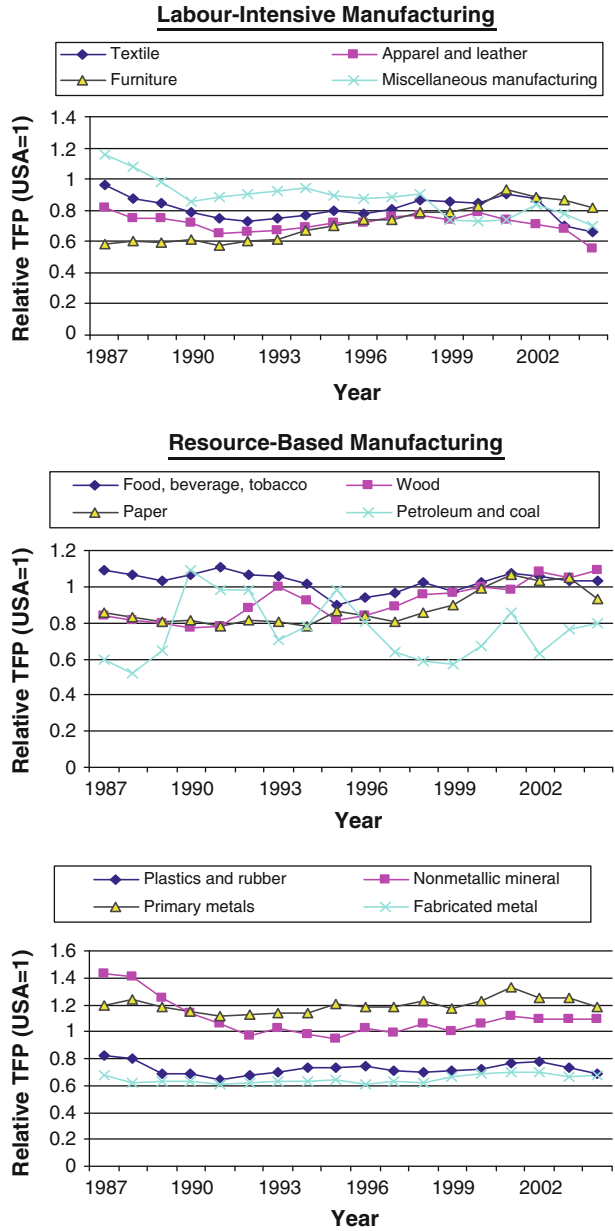 Labour-Intensive Manufacturing
Textile
Apparel and leather
Furniture
Miscellaneous manufacturing
Relative TFP (USA=1)
1.4
1.2
1
0.8
0.6
0.4
0.2
0
1987 1990 1993 1996 1999 2002
Year
Resource-Based Manufacturing
Food, beverage, tobacco
Wood
Paper
Petroleum and coal
Relative TFP (USA=1)
1.2
1
0.8
0.6
0.4
0.2
0
1987 1990 1993 1996 1999 2002
Year
Plastics and rubber
Nonmetallic mineral
Primary metals
Fabricated metal
Relative TFP (USA=1)
1.6
1.4
1.2
1
0.8
0.6
0.4
0.2
0
1987 1990 1993 1996 1999 2002
Year